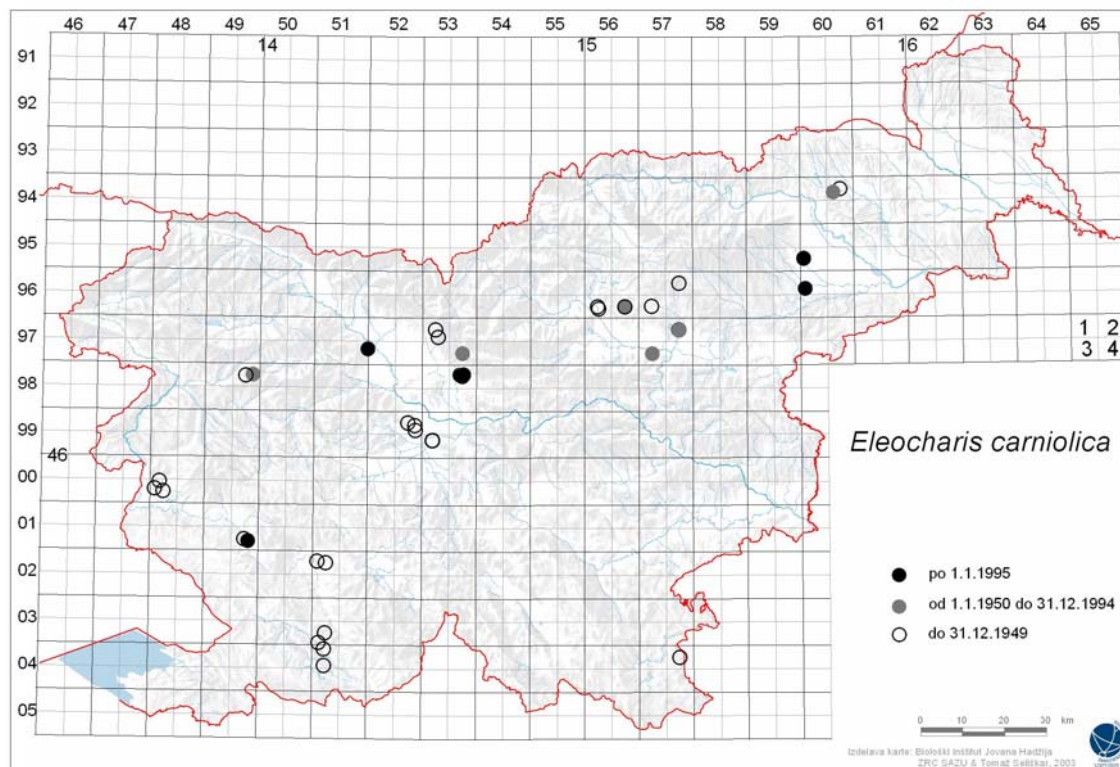 46 47 48 49 50 51 52 53 54 55 56 57 58 59 60 61 62 63 64 65
14 15 16
91
92
93
94
95
96
97
98
99
46
00
01
02
03
04
05
1 2
3 4
Eleocharis carniolica
po 1.1.1995
od 1.1.1950 do 31.12.1994
do 31.12.1949
0 10 20 30 km
Izdelava karte: Biološki inštitut Jovana Hadžija
ZRC SAZU & Tomaž Seliškar, 2003